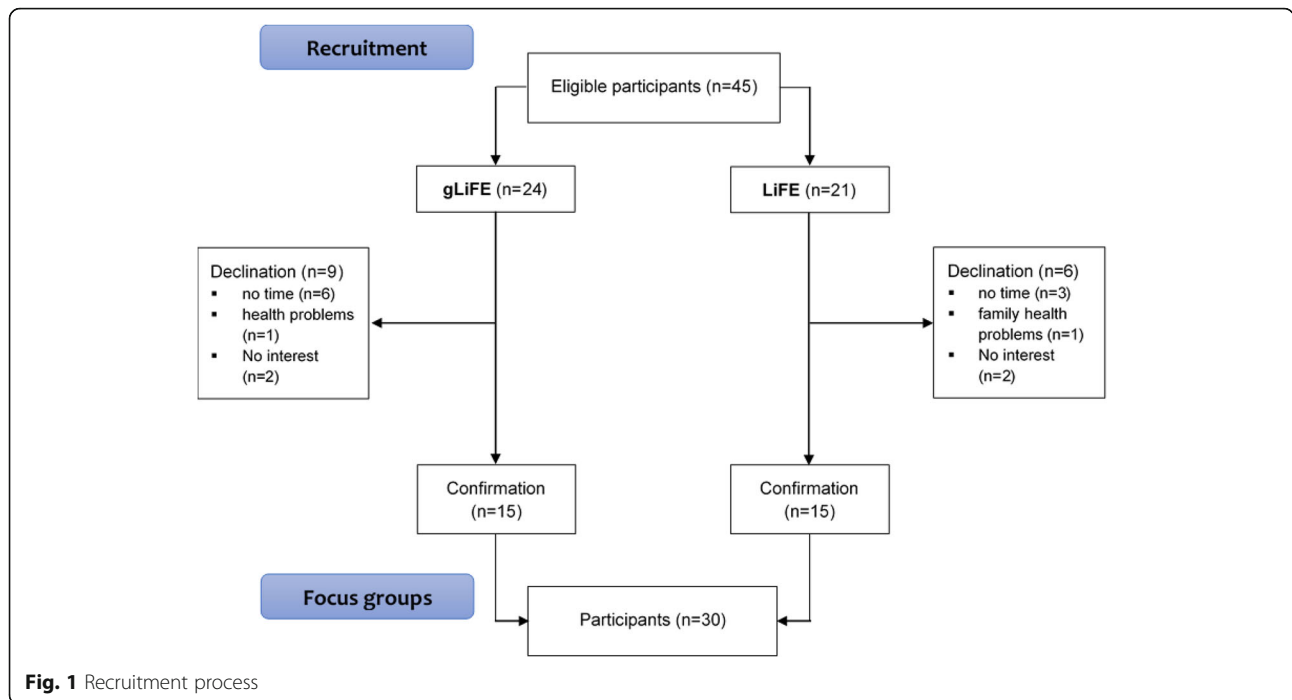 Recruitment
Eligible participants (n=45)
gLiFE (n=24)
LiFE (n=21)
Declination (n=9)
▪ no time (n=6)
▪ health problems
(n=1)
▪ No interest
(n=2)
Declination (n=6)
▪ no time (n=3)
▪ family health
problems (n=1)
▪ No interest
(n=2)
Confirmation
(n=15)
Confirmation
(n=15)
Focus groups
Participants (n=30)
Fig. 1 Recruitment process